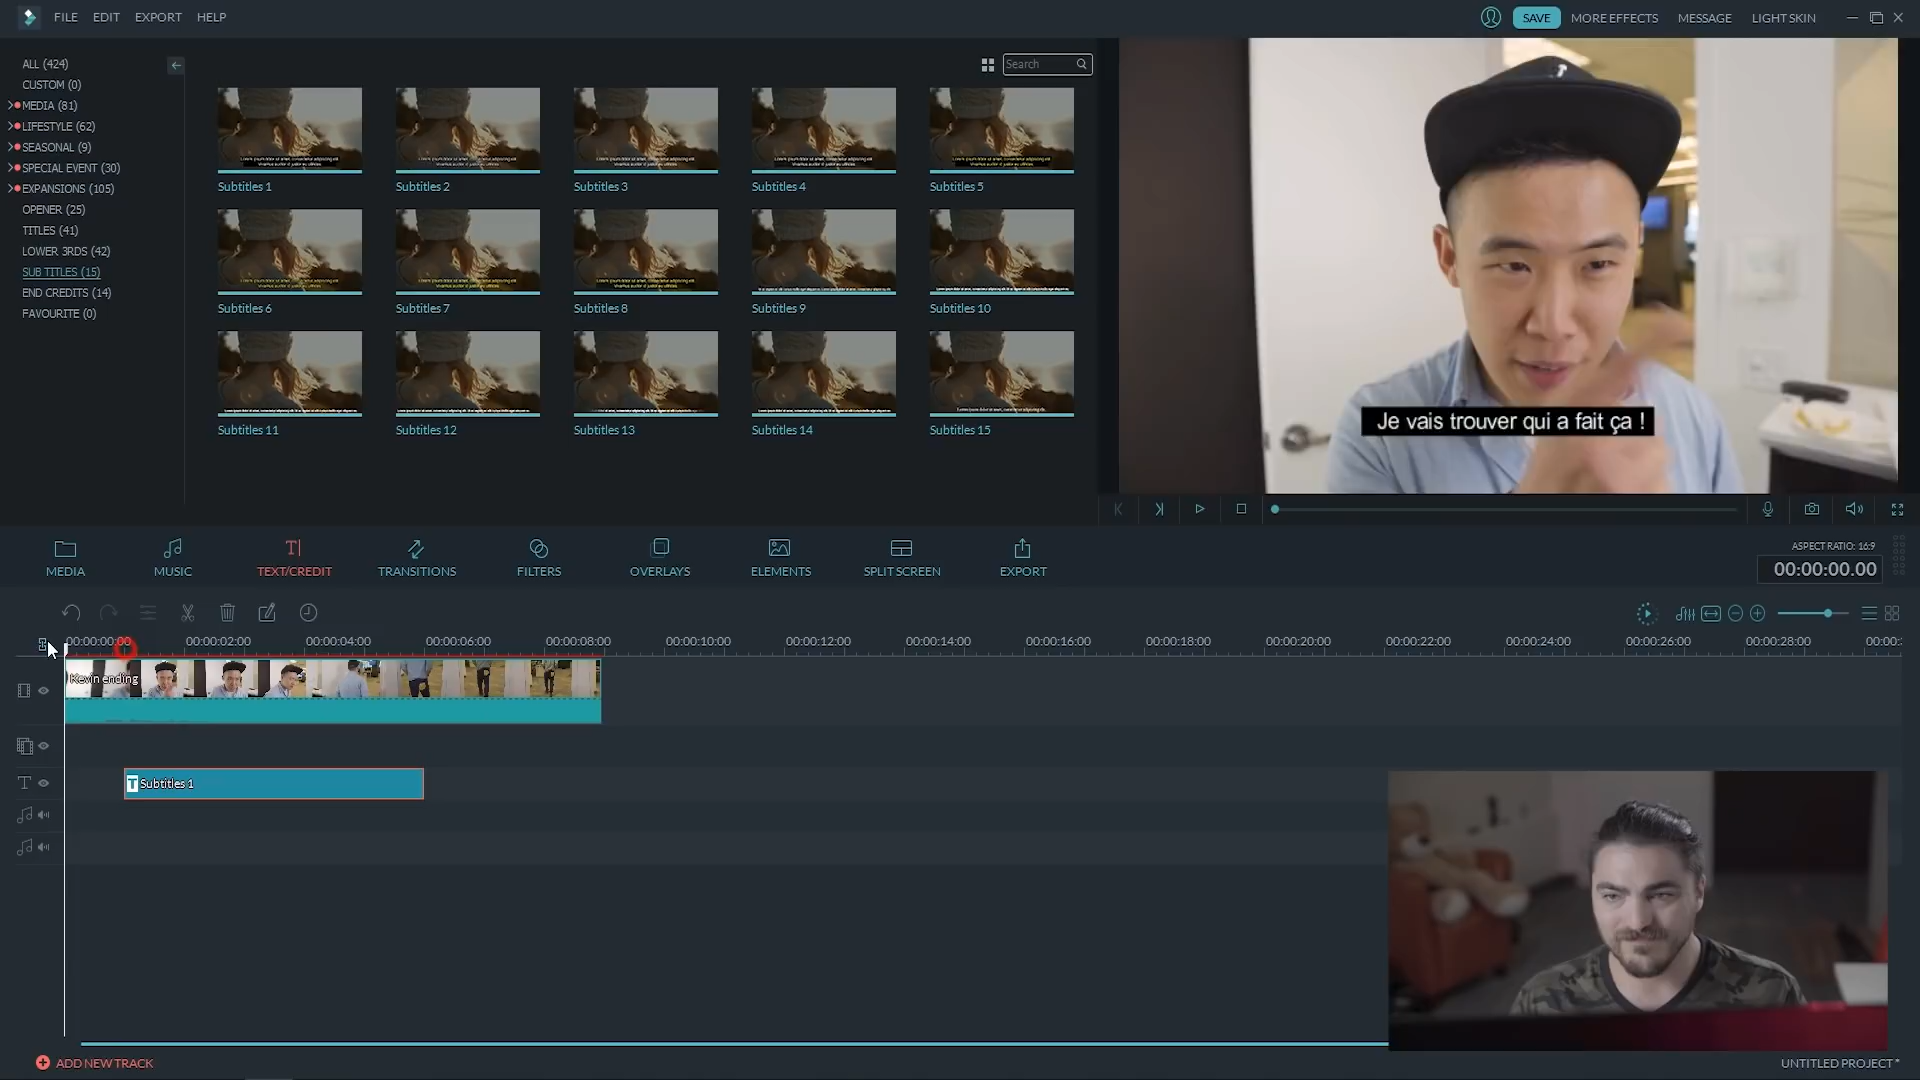 FILE EDIT EXPORT HELP
SAVE MORE EFFECTS MESSAGE LIGHT SKIN
ALL (424)
CUSTOM (0)
MEDIA (81)
LIFESTYLE (62)
SEASONAL (9)
SPECIAL EVENT (30)
EXPANSIONS (105)
OPENER (25)
TITLES (41)
LOWER 3RDS (42)
SUB TITLES (15)
END CREDITS (14)
FAVOURITE (0)
Search
Subtitles 1 Subtitles 2 Subtitles 3 Subtitles 4 Subtitles 5
Subtitles 6 Subtitles 7 Subtitles 8 Subtitles 9 Subtitles 10
Subtitles 11 Subtitles 12 Subtitles 13 Subtitles 14 Subtitles 15
Je vais trouver qui a fait ça !
MEDIA MUSIC TEXT/CREDIT TRANSITIONS FILTERS OVERLAYS ELEMENTS SPLIT SCREEN EXPORT
ASPECT RATIO: 16:9
00:00:00.00
00:00:00:00 00:00:02:00 00:00:04:00 00:00:06:00 00:00:08:00 00:00:10:00 00:00:12:00 00:00:14:00 00:00:16:00 00:00:18:00 00:00:20:00 00:00:22:00 00:00:24:00 00:00:26:00 00:00:28:00 00:00:
Kevin ending
T Subtitles 1
ADD NEW TRACK
UNTITLED PROJECT *